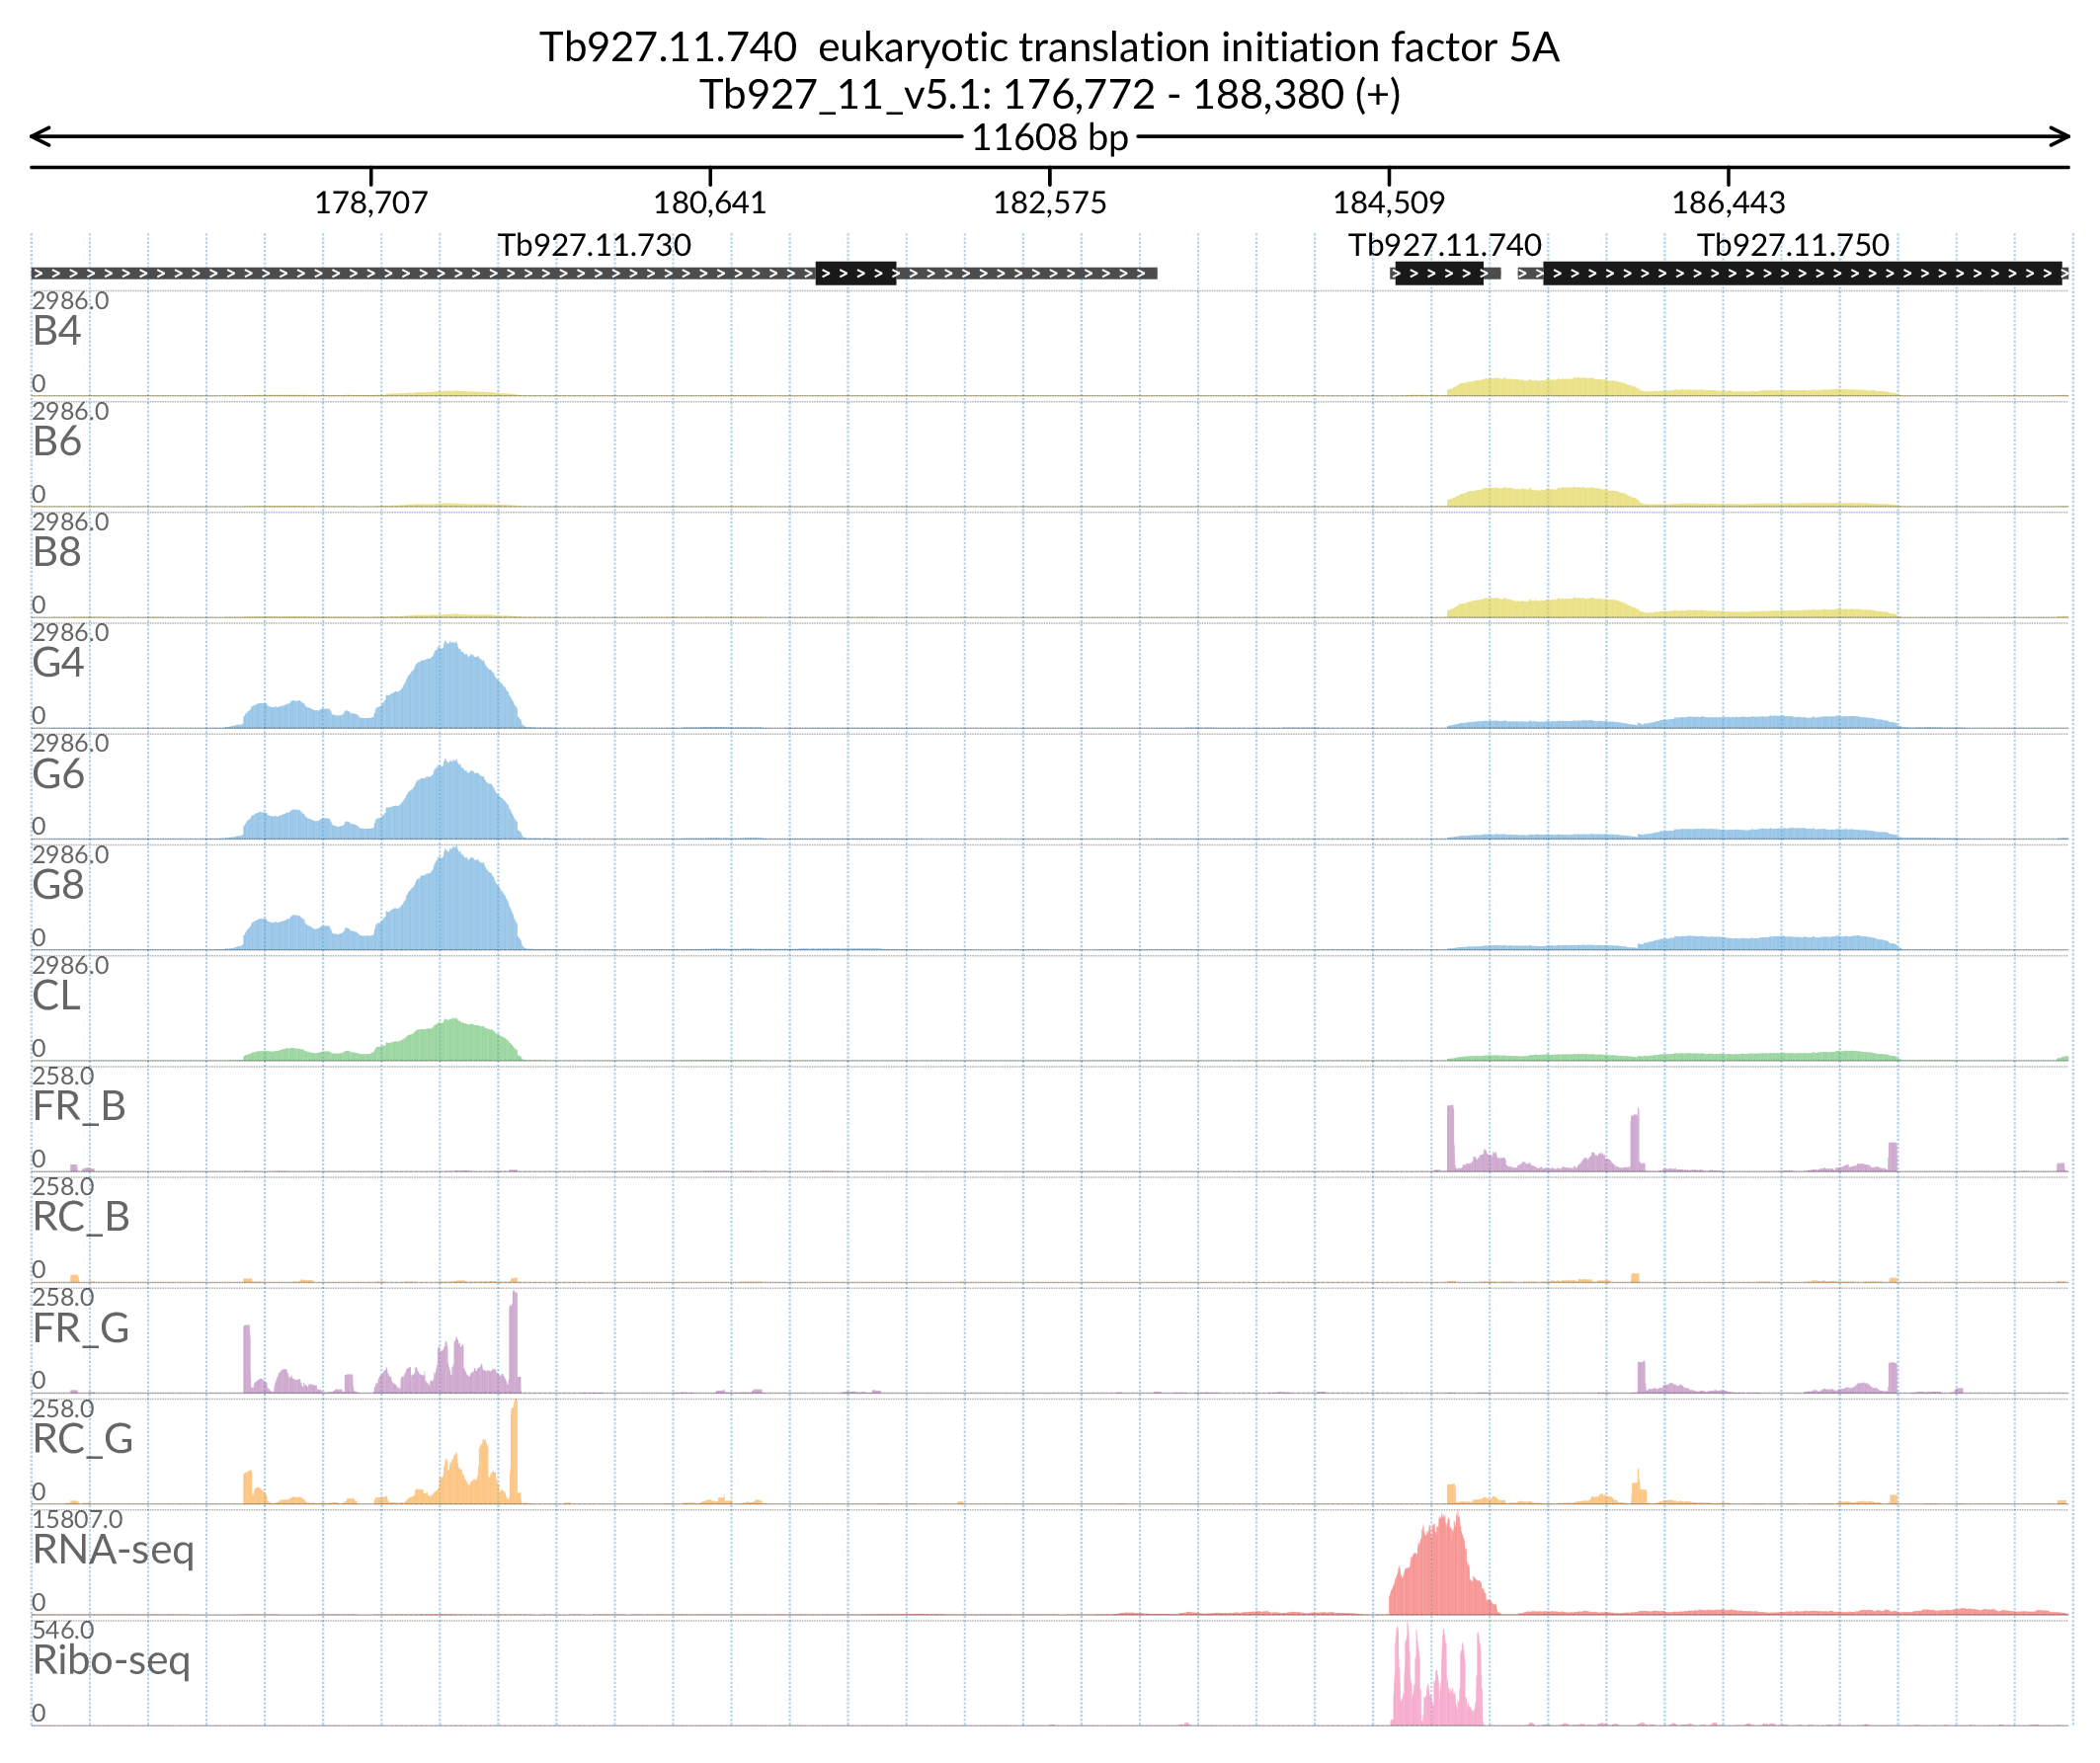 Tb927.11.740 eukaryotic translation initiation factor 5A
Tb927_11_v5.1: 176,772 - 188,380 (+)
11608 bp
178,707 180,641 182,575 184,509 186,443
Tb927.11.730 Tb927.11.740 Tb927.11.750
2986.0
B4
0
2986.0
B6
0
2986.0
B8
0
2986.0
G4
0
2986.0
G6
0
2986.0
G8
0
2986.0
CL
0
258.0
FR_B
0
258.0
RC_B
0
258.0
FR_G
0
258.0
RC_G
0
15807.0
RNA-seq
0
546.0
Ribo-seq
0